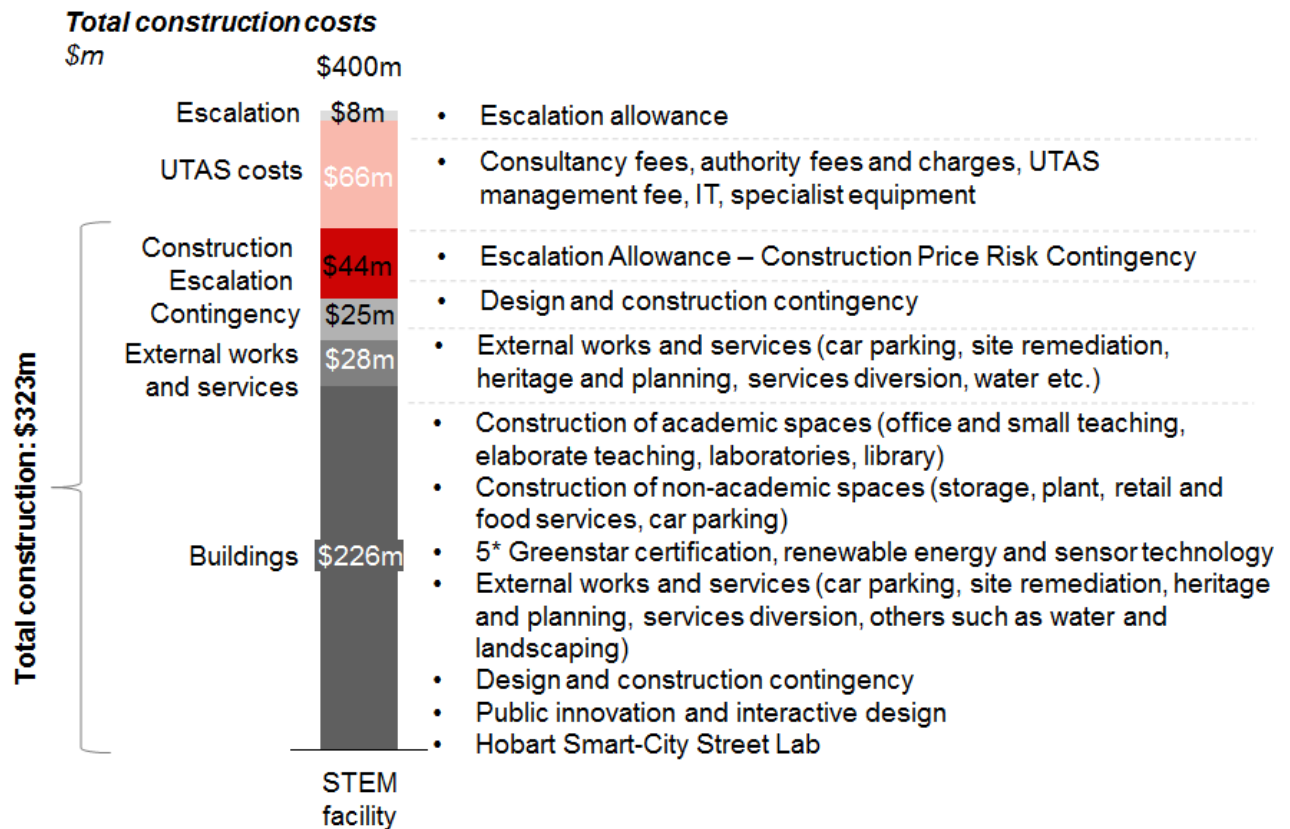 Total construction costs
$m
$400m
Escalation
$8m
• Escalation allowance
UTAS costs
$66m
• Consultancy fees, authority fees and charges, UTAS
management fee, IT, specialist equipment
Construction
Escalation
$44m
• Escalation Allowance – Construction Price Risk Contingency
Contingency
$25m
• Design and construction contingency
External works
and services
$28m
• External works and services (car parking, site remediation,
heritage and planning, services diversion, water etc.)
Total construction: $323m
Buildings
$226m
• Construction of academic spaces (office and small teaching,
elaborate teaching, laboratories, library)
• Construction of non-academic spaces (storage, plant, retail and
food services, car parking)
• 5* Greenstar certification, renewable energy and sensor technology
• External works and services (car parking, site remediation, heritage
and planning, services diversion, others such as water and
landscaping)
• Design and construction contingency
• Public innovation and interactive design
• Hobart Smart-City Street Lab
STEM
facility